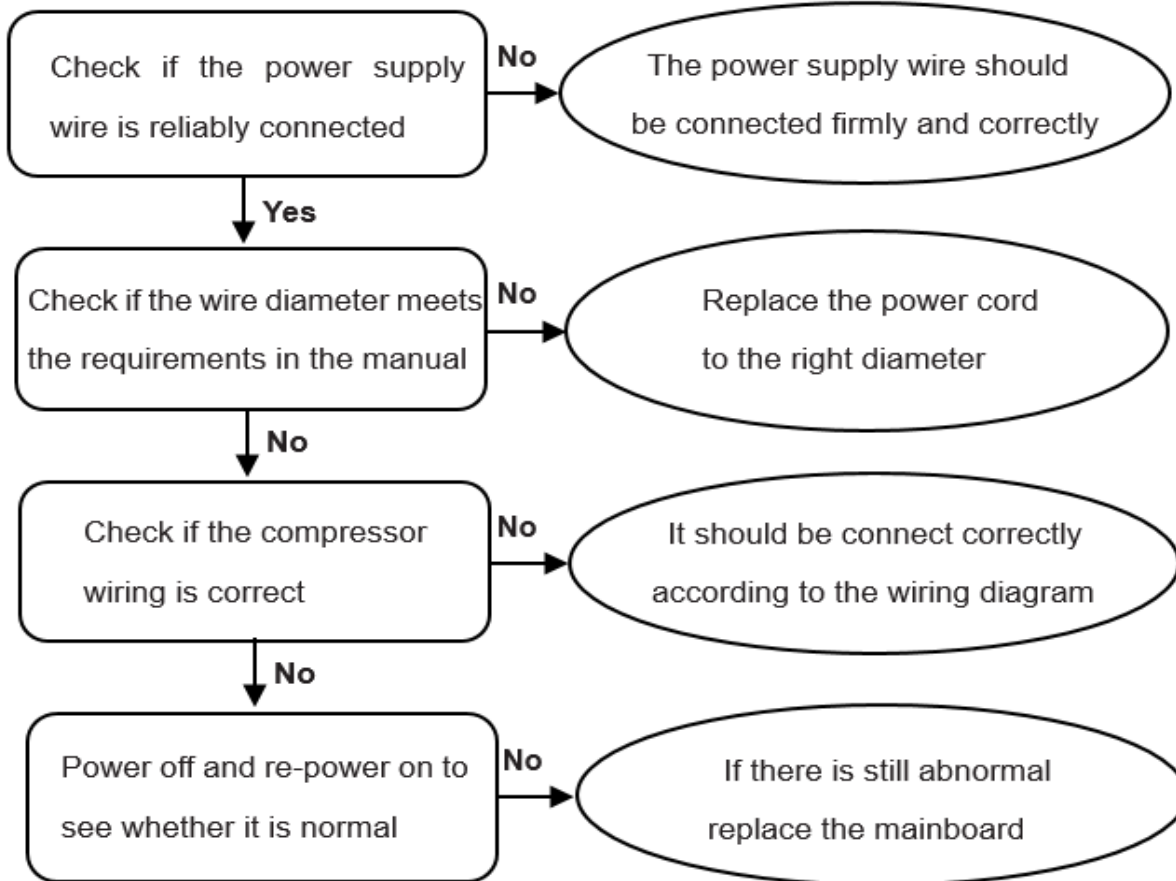 Check if the power supply
wire is reliably connected
No
The power supply wire should
be connected firmly and correctly
Yes
Check if the wire diameter meets
the requirements in the manual
No
Replace the power cord
to the right diameter
No
Check if the compressor
wiring is correct
No
It should be connect correctly
according to the wiring diagram
No
Power off and re-power on to
see whether it is normal
No
If there is still abnormal
replace the mainboard